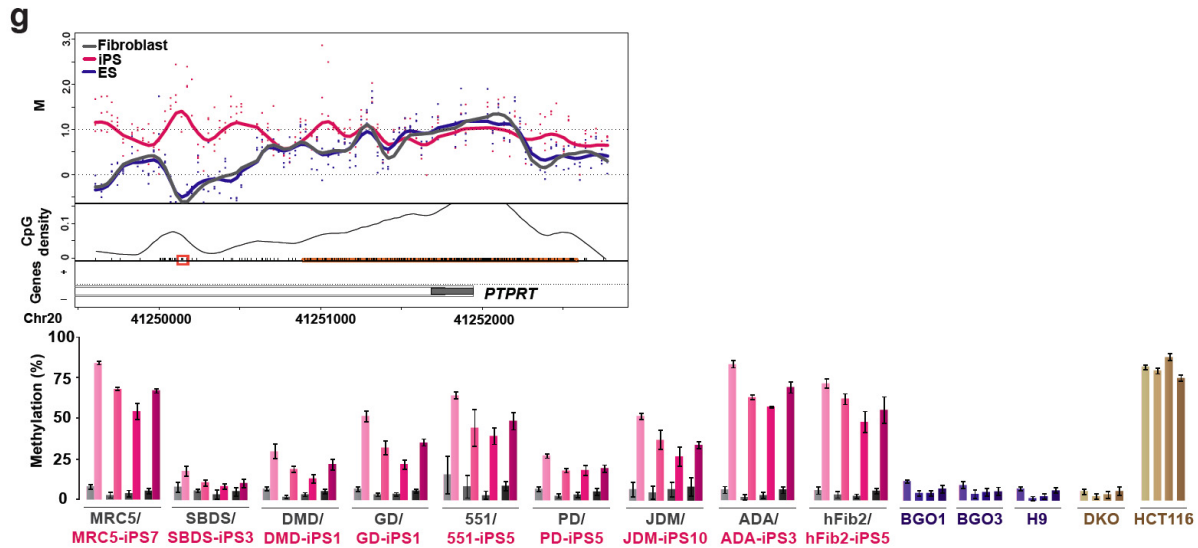 g
Fibroblast
iPS
ES
3.0
2.0
1.0
0
M
0.1
0
CpG
density
+
–
Genes
PTPRT
Chr20 41250000 41251000 41252000
100
75
50
25
0
Methylation (%)
MRC5/ SBDS/ DMD/ GD/ 551/ PD/ JDM/ ADA/ hFib2/ BGO1 BGO3 H9 DKO HCT116
MRC5-iPS7 SBDS-iPS3 DMD-iPS1 GD-iPS1 551-iPS5 PD-iPS5 JDM-iPS10 ADA-iPS3 hFib2-iPS5